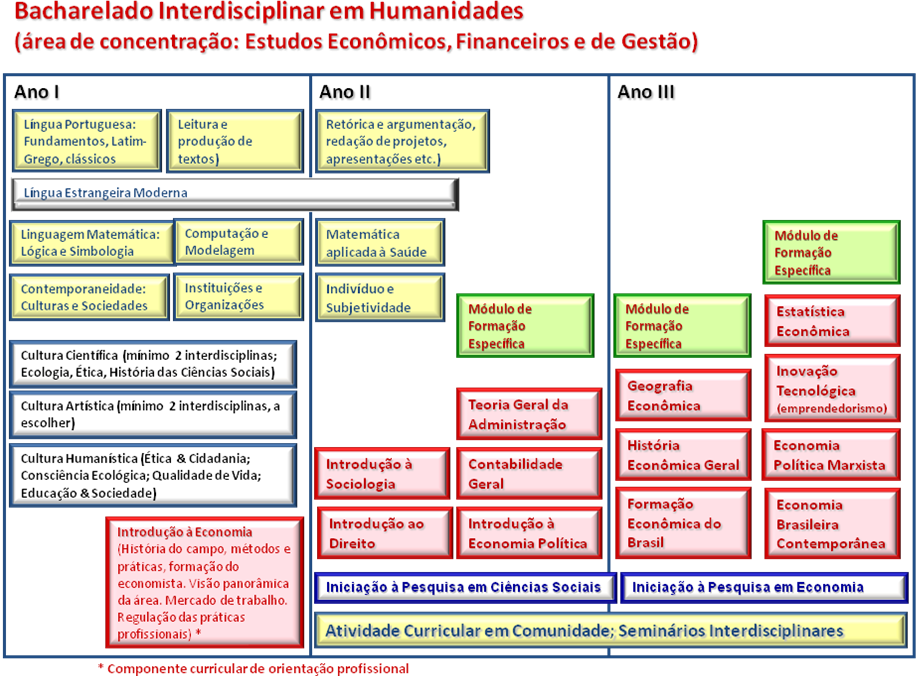 Bacharelado Interdisciplinar em Humanidades
(área de concentração: Estudos Econômicos, Financeiros e de Gestão)
Ano I
Língua Portuguesa:
Fundamentos, Latim-
Grego, clássicos
Leitura e
produção de
textos)
Língua Estrangeira Moderna
Linguagem Matemática:
Lógica e Simbologia
Computação e
Modelagem
Contemporaneidade:
Culturas e Sociedades
Instituições e
Organizações
Cultura Científica (mínimo 2 interdisciplinas;
Ecologia, Ética, História das Ciências Sociais)
Cultura Artística (mínimo 2 interdisciplinas, a
escolher)
Cultura Humanística (Ética & Cidadania;
Consciência Ecológica; Qualidade de Vida;
Educação & Sociedade)
Introdução à Economia
(História do campo, métodos e
práticas, formação do
economista. Visão panorâmica
da área. Mercado de trabalho.
Regulação das práticas
profissionais) *
Ano II
Retórica e argumentação,
redação de projetos,
apresentações etc.)
Matemática
aplicada à Saúde
Indivíduo e
Subjetividade
Módulo de
Formação
Específica
Teoria Geral da
Administração
Introdução à
Sociologia
Contabilidade
Geral
Introdução ao
Direito
Introdução à
Economia Política
Iniciação à Pesquisa em Ciências Sociais
Ano III
Módulo de
Formação
Específica
Módulo de
Formação
Específica
Estatística
Econômica
Geografia
Econômica
Inovação
Tecnológica
(emprendedorismo)
História
Econômica Geral
Economia
Política Marxista
Formação
Econômica do
Brasil
Economia
Brasileira
Contemporânea
Iniciação à Pesquisa em Economia
Atividade Curricular em Comunidade; Seminários Interdisciplinares
* Componente curricular de orientação profissional